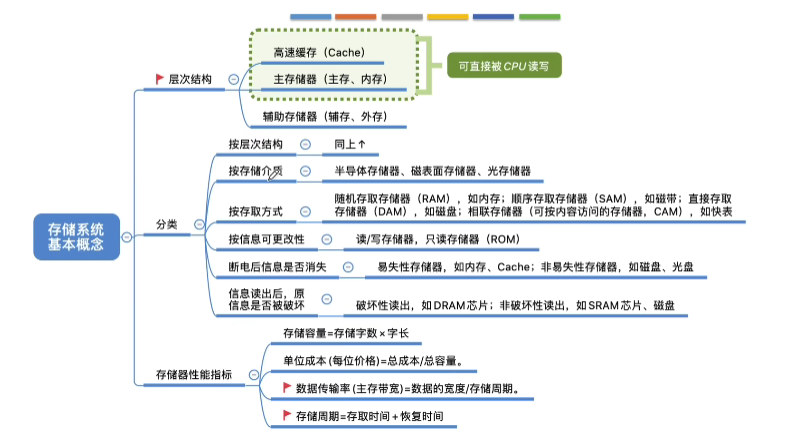 高速缓存（Cache）
可直接被CPU读写
层次结构
主存储器（主存、内存）
辅助存储器（辅存、外存）
按层次结构
同上↑
按存储介质
半导体存储器、磁表面存储器、光存储器
随机存取存储器（RAM），如内存；顺序存取存储器（SAM），如磁带；直接存取
存储器（DAM），如磁盘；相联存储器（可按内容访问的存储器，CAM），如快表
按存取方式
分类
存储系统
基本概念
按信息可更改性
读/写存储器，只读存储器（ROM）
断电后信息是否消失
易失性存储器，如内存、Cache；非易失性存储器，如磁盘、光盘
信息读出后，原
信息是否被破坏
破坏性读出，如DRAM芯片；非破坏性读出，如SRAM芯片、磁盘
存储容量=存储字数×字长
单位成本(每位价格)=总成本/总容量。
存储器性能指标
数据传输率(主存带宽)=数据的宽度/存储周期。
存储周期=存取时间+恢复时间